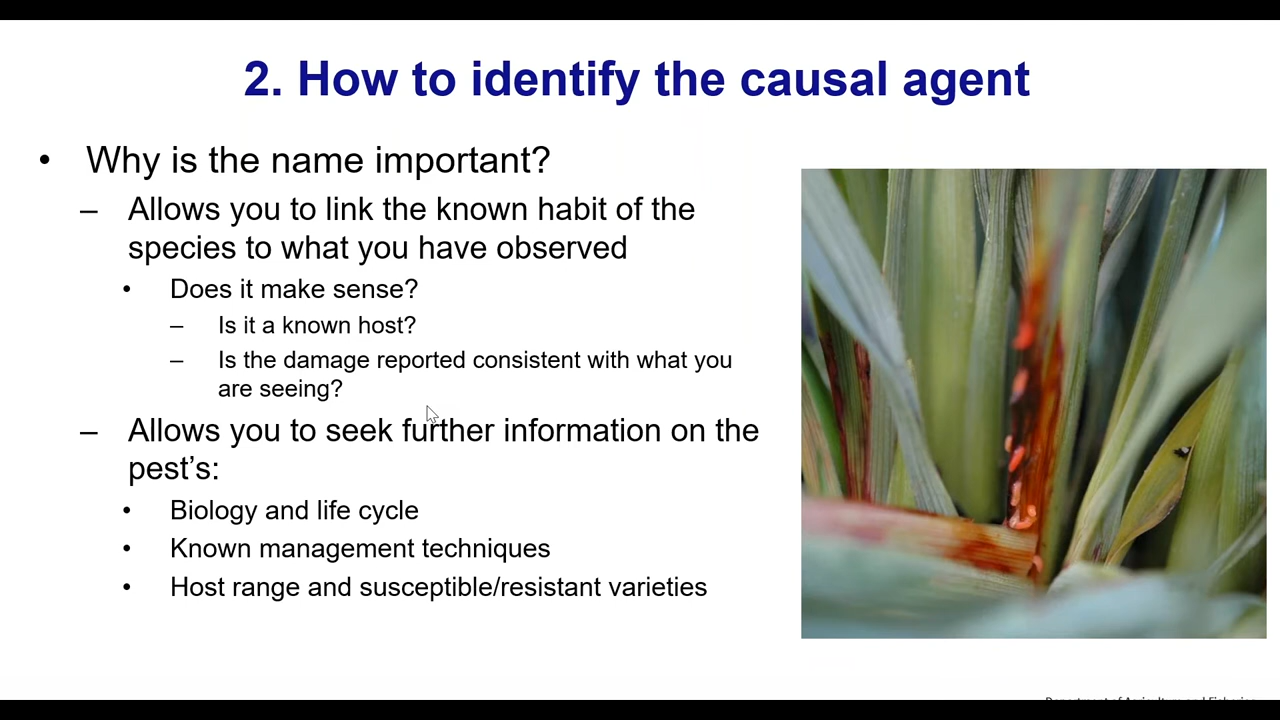 2. How to identify the causal agent
• Why is the name important?
– Allows you to link the known habit of the
species to what you have observed
• Does it make sense?
– Is it a known host?
– Is the damage reported consistent with what you
are seeing?
– Allows you to seek further information on the
pest’s:
• Biology and life cycle
• Known management techniques
• Host range and susceptible/resistant varieties